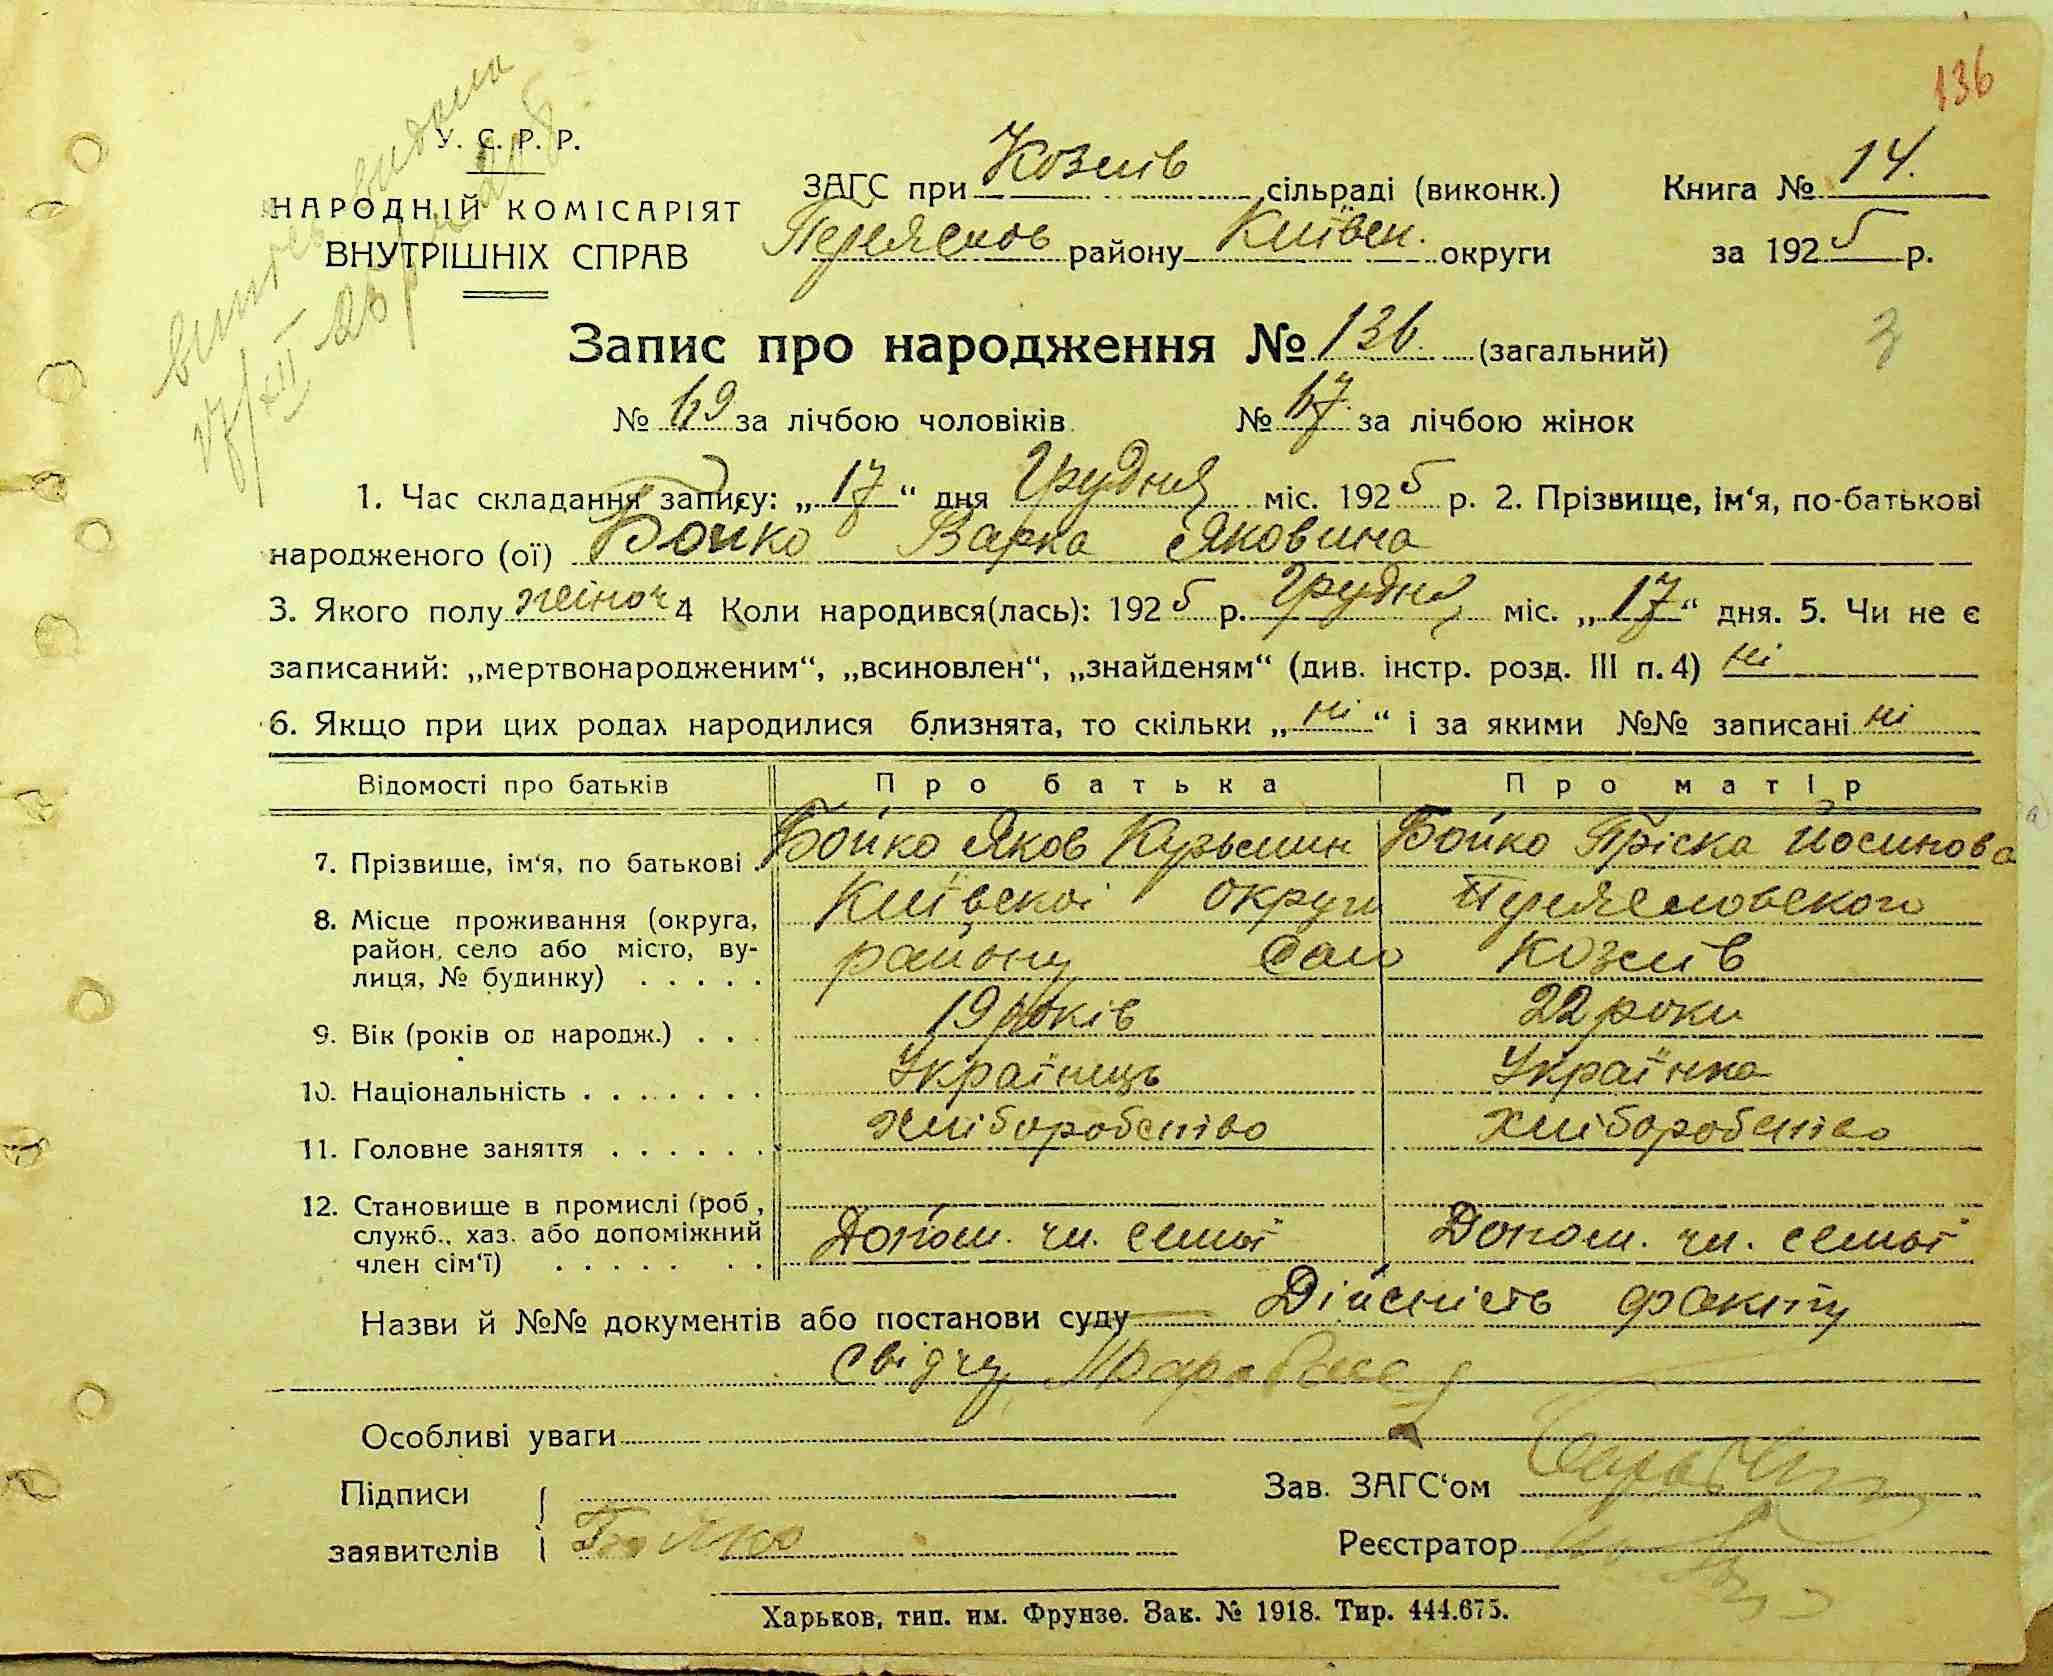 136
У. С. Р. Р.
НАРОДНІЙ КОМІСАРІЯТ
ВНУТРІШНІХ СПРАВ
ЗАГС при Козлів сільраді (виконк.) Книга № 14.
Переяслов району Київск. округи за 1925 р.
Запис про народження № 136. (загальний)
3
№ 69 за лічбою чоловіків № 67. за лічбою жінок
1. Час складання запису: „17“ дня Грудня міс. 1925 р. 2. Прізвище, ім‘я, по-батькові
народженого (ої) Бойко Варка Яковина
3. Якого полу жіноч 4 Коли народився(лась): 1925 р. Грудня міс. „17“ дня. 5. Чи не є
записаний: „мертвонародженим“, „всиновлен“, „знайденям“ (див. інстр. розд. III п. 4) ні
6. Якщо при цих родах народилися близнята, то скільки „ні“ і за якими №№ записані ні
Відомості про батьків Про батька Про матір
7. Прізвище, ім‘я, по батькові . Бойко Яков Кузьмин Бойко Пріска Йосипова
8. Місце проживання (округа, Київскоі округи Переясловского
район, село або місто, ву-
лиця, № будинку) . . . . . району село Козлів
9. Вік (років од народж.) . . . 19 років 22 роки
10. Національність . . . . . . . Українець Українка
11. Головне заняття . . . . . . Хліборобство Хліборобство
12. Становище в промислі (роб.,
служб., хаз. або допоміжний Допом. чл. семьї Допом. чл. семьї
член сім‘ї) . . . . . . .
Назви й №№ документів або постанови суду — Дійсність факту
свідчу
Особливі уваги
Підписи Зав. ЗАГС‘ом
заявителів Бойко Реєстратор
Харьков, тип. им. Фрунзе. Зак. № 1918. Тир. 444.675.